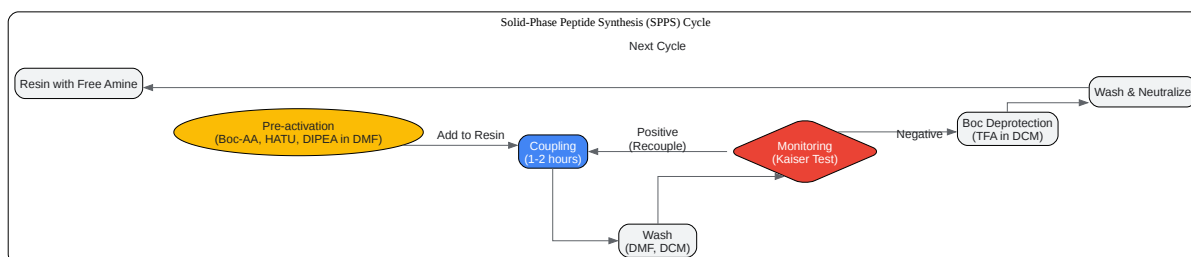 Solid-Phase Peptide Synthesis (SPPS) Cycle
Next Cycle
Resin with Free Amine
Wash & Neutralize
Pre-activation
(Boc-AA, HATU, DIPEA in DMF)
Add to Resin
Coupling
(1-2 hours)
Positive
(Recouple)
Monitoring
(Kaiser Test)
Negative
Boc Deprotection
(TFA in DCM)
Wash
(DMF, DCM)